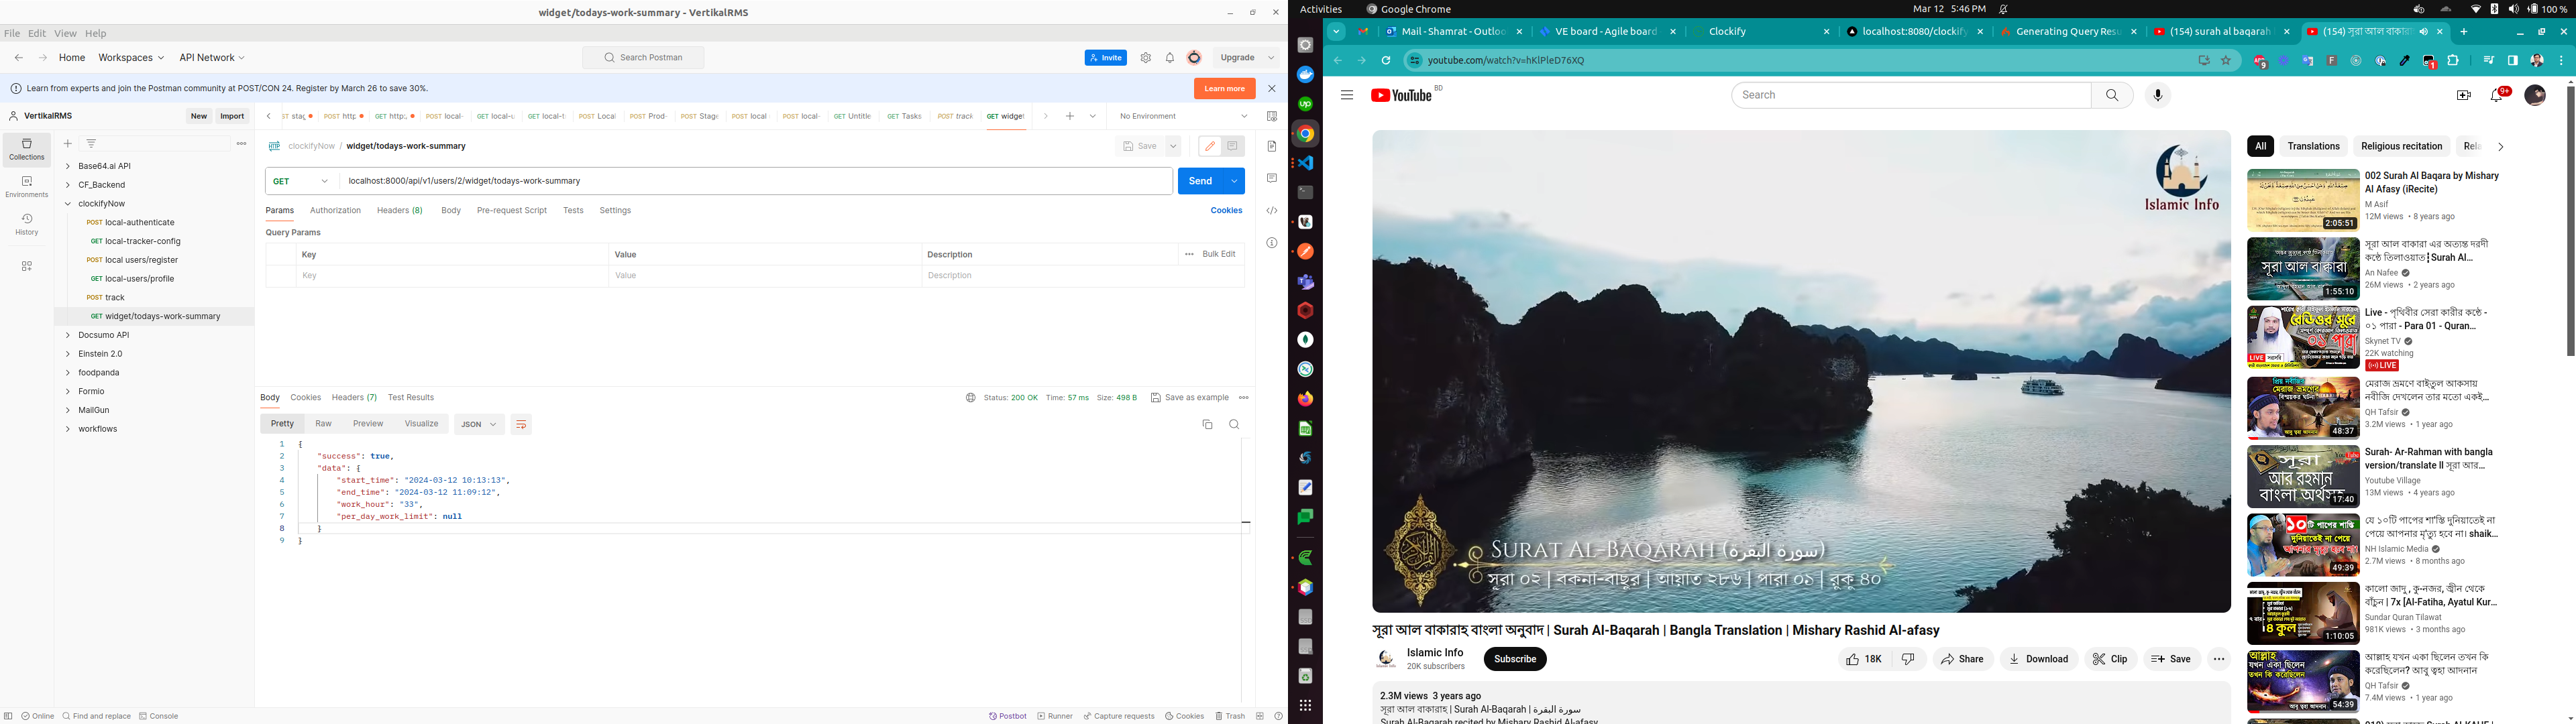 widget/todays-work-summary - VertikalRMS
File Edit View Help
Home Workspaces API Network
Search Postman
Invite
Upgrade
Learn from experts and join the Postman community at POST/CON 24. Register by March 26 to save 30%.
Learn more
VertikalRMS
New Import
POST http:
GET http:
POST local-
GET local-u
GET local-t
POST Local
POST Prod-
POST Stage
POST local
POST local-
GET Untitle
GET Tasks
POST track
GET widget
No Environment
Collections
Environments
History
Base64.ai API
CF_Backend
clockifyNow
POST local-authenticate
GET local-tracker-config
POST local users/register
GET local-users/profile
POST track
GET widget/todays-work-summary
Docsumo API
Einstein 2.0
foodpanda
Formio
MailGun
workflows
clockifyNow / widget/todays-work-summary
Save
GET localhost:8000/api/v1/users/2/widget/todays-work-summary
Send
Params Authorization Headers (8) Body Pre-request Script Tests Settings
Cookies
Query Params
Key Value Description Bulk Edit
Key Value Description
Body Cookies Headers (7) Test Results
Status: 200 OK Time: 57 ms Size: 498 B Save as example
Pretty Raw Preview Visualize JSON
1 {
2 "success": true,
3 "data": {
4 "start_time": "2024-03-12 10:13:13",
5 "end_time": "2024-03-12 11:09:12",
6 "work_hour": "33",
7 "per_day_work_limit": null
8 }
9 }
Online Find and replace Console
Postbot Runner Capture requests Cookies Trash
Activities Google Chrome
Mar 12 5:46 PM
100 %
Mail - Shamrat - Outloo
VE board - Agile board
Clockify
localhost:8080/clockify
Generating Query Resu
(154) surah al baqarah
(154) সূরা আল বাকারা
youtube.com/watch?v=hKlPleD76XQ
YouTube BD
Search
9+
Islamic Info
SURAT AL-BAQARAH (سورة البقرة)
সূরা ০২ | বকনা-বাছুর | আয়াত ২৮৬ | পারা ০১ | রুকু ৪০
সূরা আল বাকারাহ বাংলা অনুবাদ | Surah Al-Baqarah | Bangla Translation | Mishary Rashid Al-afasy
Islamic Info
20K subscribers
Subscribe
18K
Share
Download
Clip
Save
2.3M views 3 years ago
সূরা আল বাকারাহ | Surah Al-Baqarah | سورة البقرة
Surah Al-Baqarah recited by Mishary Rashid Al-afasy
All Translations Religious recitation
002 Surah Al Baqara by Mishary
Al Afasy (iRecite)
M Asif
12M views • 8 years ago
2:05:51
সূরা আল বাকারা এর অত্যন্ত দরদী
কন্ঠে তিলাওয়াত┇Surah Al...
An Nafee
26M views • 2 years ago
সূরা আল বাক্বারা
1:55:10
Live - পৃথিবীর সেরা কারীর কন্ঠে -
০১ পারা - Para 01 - Quran...
Skynet TV
22K watching
LIVE
রেডিওর সুরে
০১ পারা
LIVE
মেরাজ ভ্রমণে বাইতুল আকসায়
নবীজি দেখলেন তার মতো একই...
QH Tafsir
3.2M views • 1 year ago
48:37
Surah- Ar-Rahman with bangla
version/translate ll সূরা আর...
Youtube Village
13M views • 4 years ago
সূরা
আর রহমান
বাংলা অর্থসহ
17:40
যে ১০টি পাপের শাস্তি দুনিয়াতেই না
পেয়ে আপনার মৃত্যু হবে না। shaik...
NH Islamic Media
2.7M views • 8 months ago
49:39
কালো জাদু , কু-নজর, জ্বীন থেকে
বাঁচুন | 7x [Al-Fatiha, Ayatul Kur...
Sundar Quran Tilawat
981K views • 3 months ago
৪ কুল
1:10:05
আল্লাহ যখন একা ছিলেন তখন কি
করেছিলেন? আবু ত্বহা আদনান
QH Tafsir
7.4M views • 1 year ago
54:39